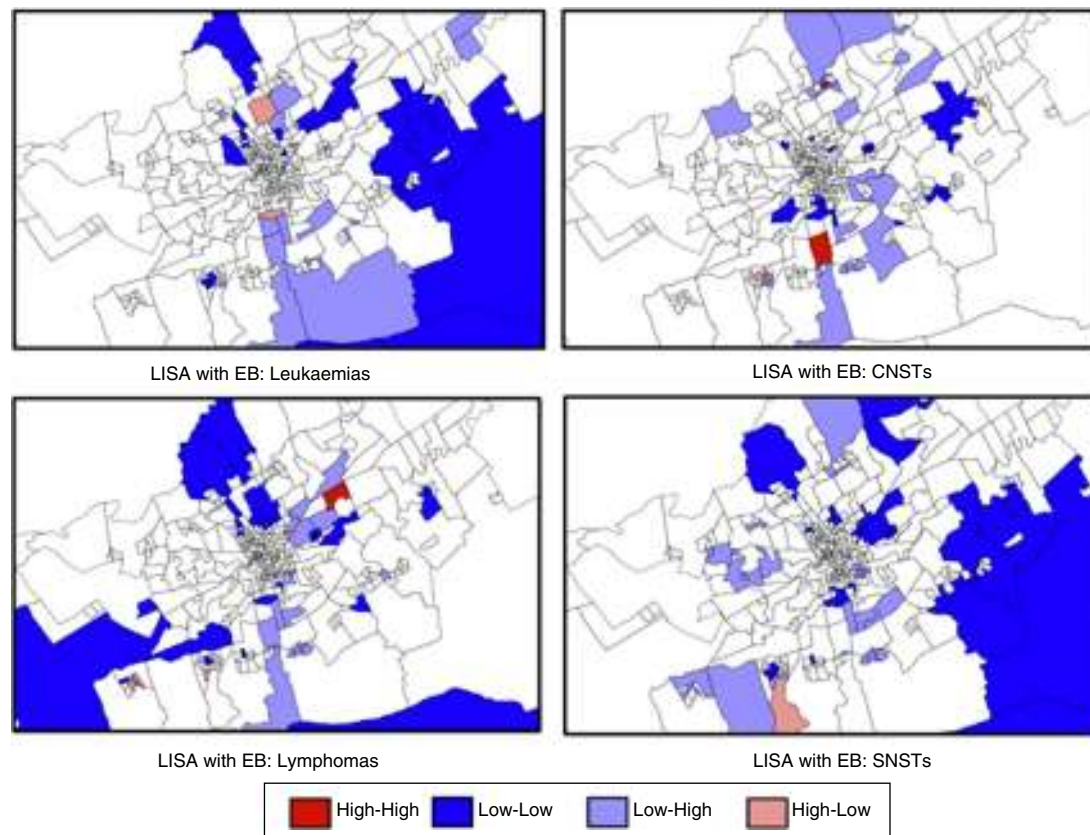 LISA with EB: Leukaemias
LISA with EB: CNSTs
LISA with EB: Lymphomas
LISA with EB: SNSTs
High-High Low-Low Low-High High-Low